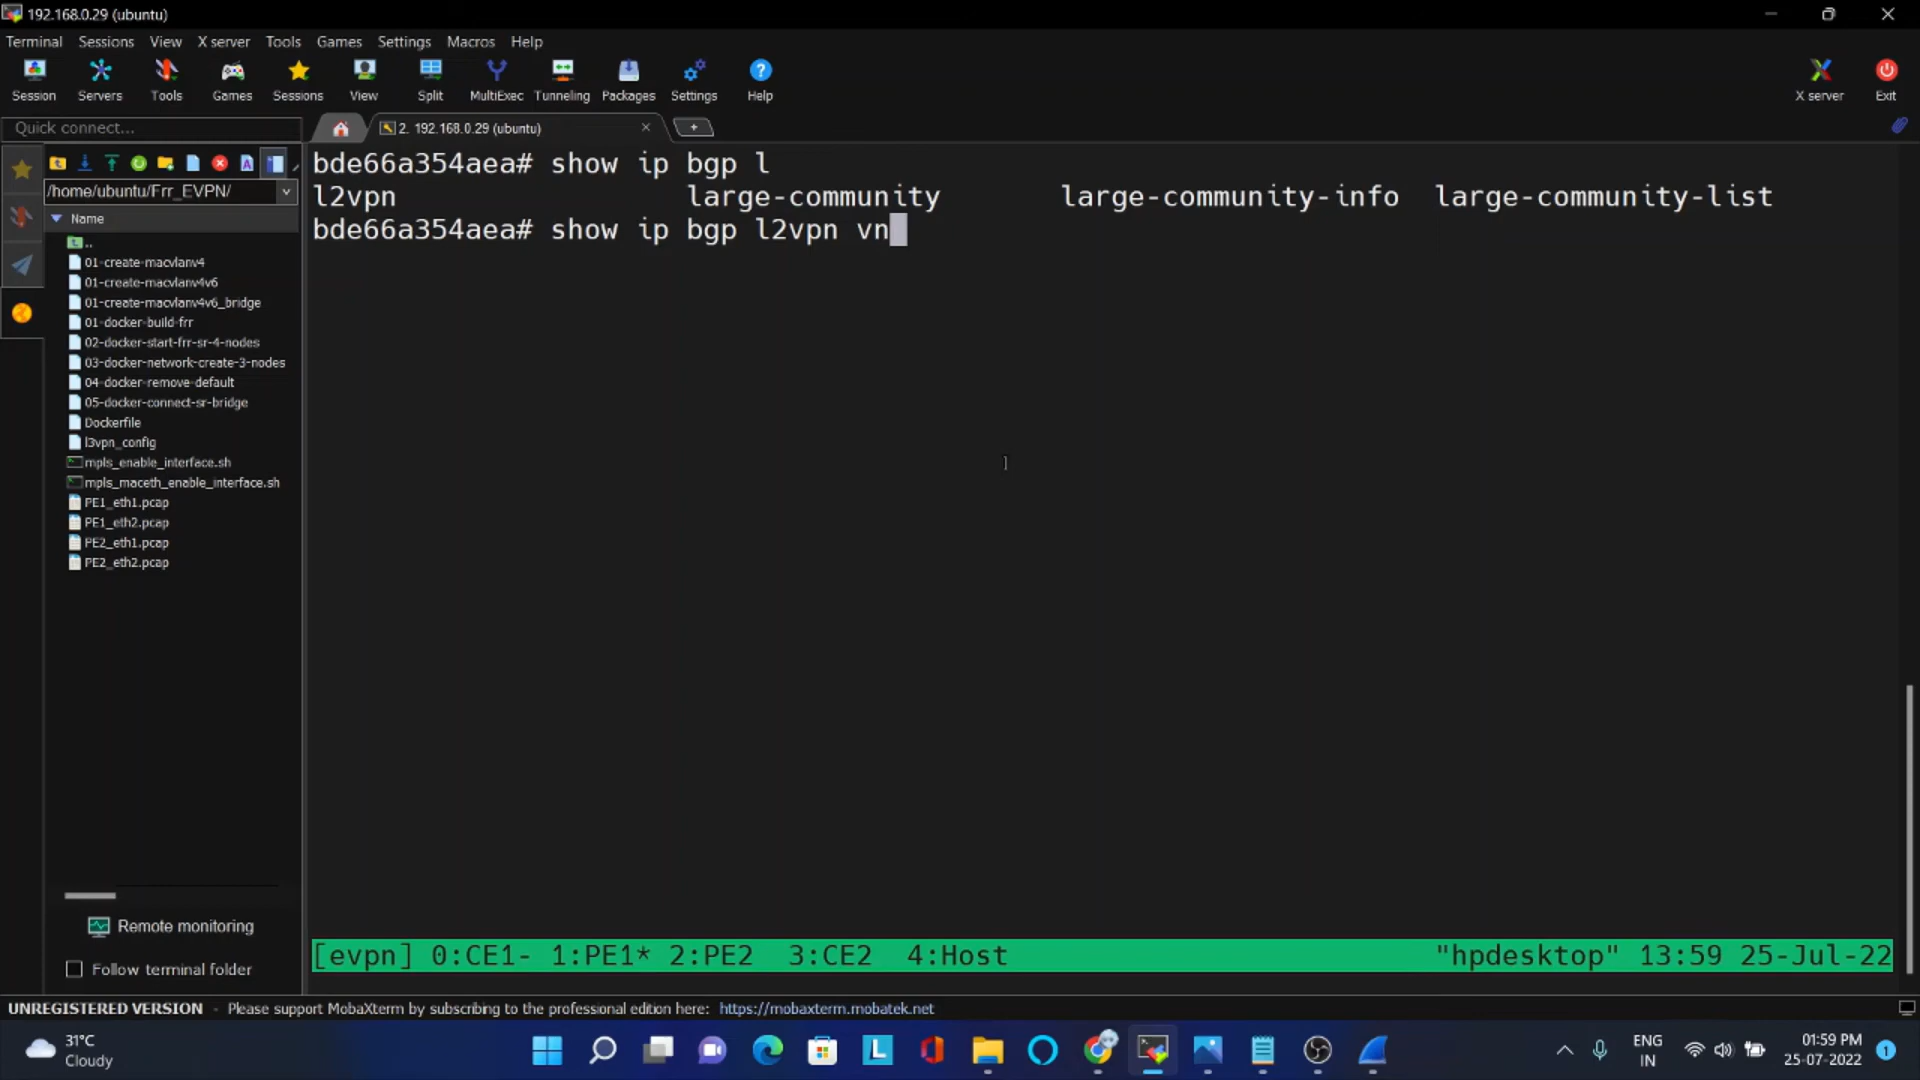 192.168.0.29 (ubuntu)
Terminal Sessions View X server Tools Games Settings Macros Help
Session Servers Tools Games Sessions View Split MultiExec Tunneling Packages Settings Help X server Exit
Quick connect...
2. 192.168.0.29 (ubuntu)
/home/ubuntu/Frr_EVPN/
Name
..
01-create-macvlanv4
01-create-macvlanv4v6
01-create-macvlanv4v6_bridge
01-docker-build-frr
02-docker-start-frr-sr-4-nodes
03-docker-network-create-3-nodes
04-docker-remove-default
05-docker-connect-sr-bridge
Dockerfile
l3vpn_config
mpls_enable_interface.sh
mpls_maceth_enable_interface.sh
PE1_eth1.pcap
PE1_eth2.pcap
PE2_eth1.pcap
PE2_eth2.pcap
Remote monitoring
Follow terminal folder
bde66a354aea# show ip bgp l
l2vpn large-community large-community-info large-community-list
bde66a354aea# show ip bgp l2vpn vn
[evpn] 0:CE1- 1:PE1* 2:PE2 3:CE2 4:Host "hpdesktop" 13:59 25-Jul-22
UNREGISTERED VERSION - Please support MobaXterm by subscribing to the professional edition here: https://mobaxterm.mobatek.net
31°C
Cloudy
ENG
IN
01:59 PM
25-07-2022
1